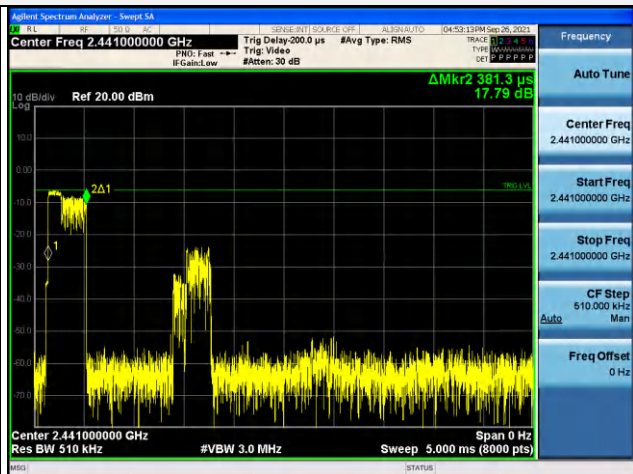 Agilent Spectrum Analyzer - Swept SA
RL RF 50 Ω AC SENSE:INT SOURCE OFF ALIGNAUTO 04:53:13PM Sep 26, 2021
Center Freq 2.441000000 GHz
PNO: Fast
IFGain:Low
Trig Delay-200.0 µs
Trig: Video
#Atten: 30 dB
#Avg Type: RMS
TRACE 1 2 3 4 5 6
TYPE
DET P P P P P P
ΔMkr2 381.3 µs
17.79 dB
10 dB/div
Log
Ref 20.00 dBm
10.0
0.00
-10.0
-20.0
-30.0
-40.0
-50.0
-60.0
-70.0
2Δ1
1
TRIG LVL
Center 2.441000000 GHz
Span 0 Hz
Res BW 510 kHz
#VBW 3.0 MHz
Sweep 5.000 ms (8000 pts)
MSG
STATUS
Frequency
Auto Tune
Center Freq
2.441000000 GHz
Start Freq
2.441000000 GHz
Stop Freq
2.441000000 GHz
CF Step
510.000 kHz
Auto Man
Freq Offset
0 Hz